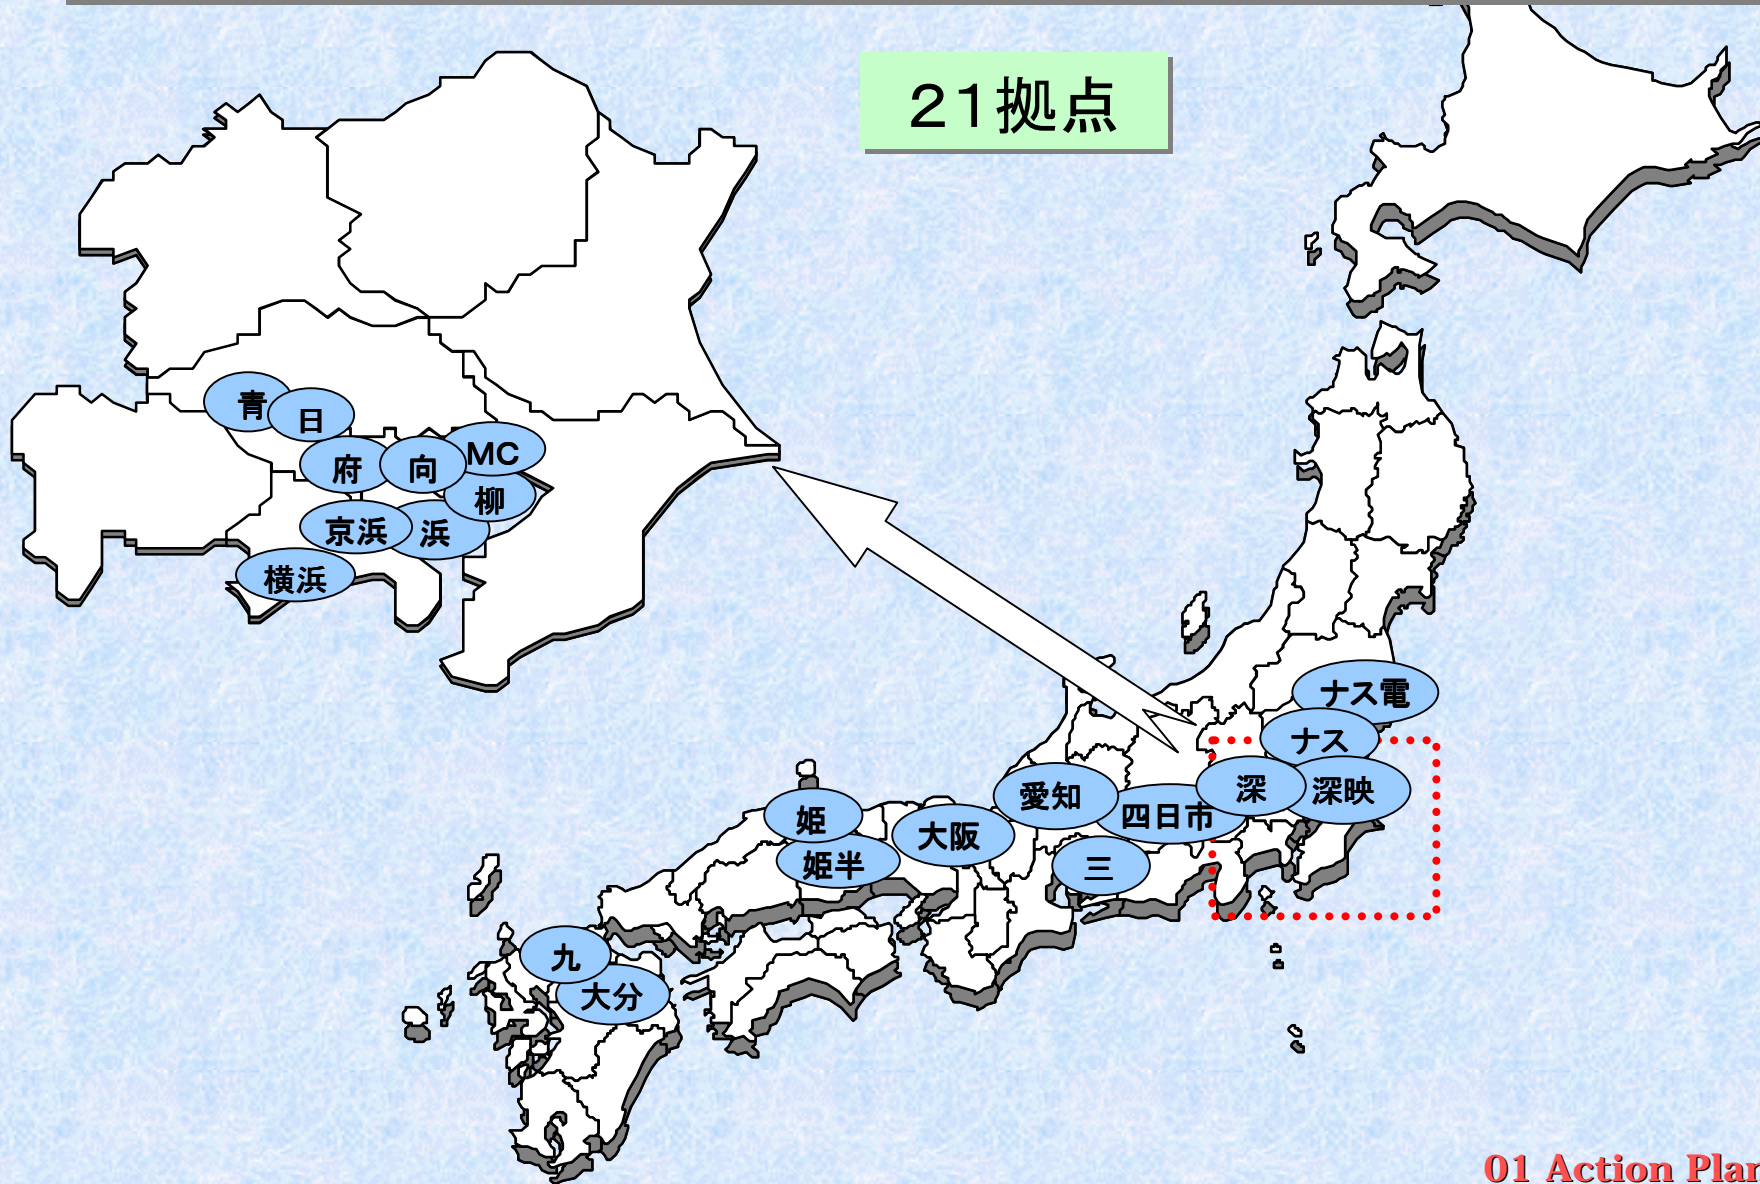 21拠点
青
日
府
向
MC
柳
京浜
浜
横浜
ナス電
ナス
深
深映
愛知
四日市
三
姫
大阪
姫半
九
大分
01 Action Plan